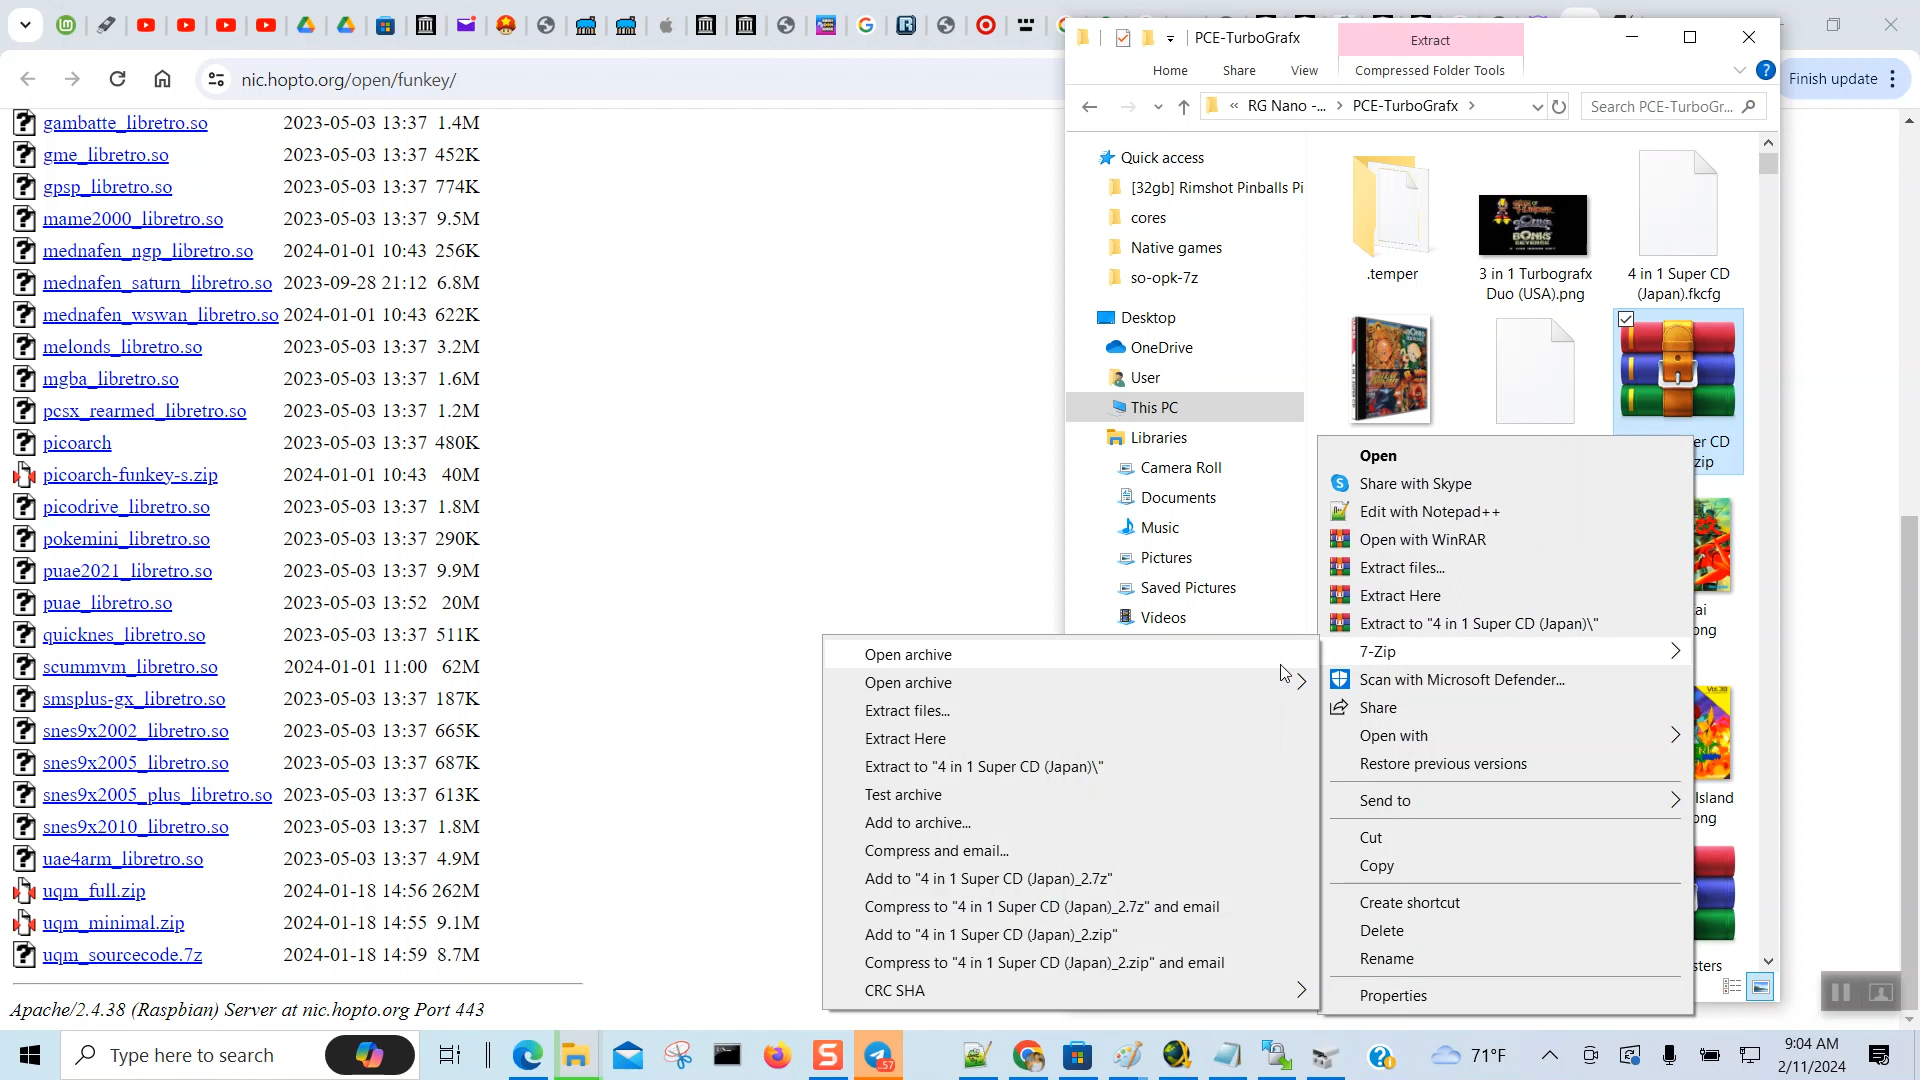 nic.hopto.org/open/funkey/
Finish update
gambatte_libretro.so 2023-05-03 13:37 1.4M
gme_libretro.so 2023-05-03 13:37 452K
gpsp_libretro.so 2023-05-03 13:37 774K
mame2000_libretro.so 2023-05-03 13:37 9.5M
mednafen_ngp_libretro.so 2024-01-01 10:43 256K
mednafen_saturn_libretro.so 2023-09-28 21:12 6.8M
mednafen_wswan_libretro.so 2024-01-01 10:43 622K
melonds_libretro.so 2023-05-03 13:37 3.2M
mgba_libretro.so 2023-05-03 13:37 1.6M
pcsx_rearmed_libretro.so 2023-05-03 13:37 1.2M
picoarch 2023-05-03 13:37 480K
picoarch-funkey-s.zip 2024-01-01 10:43 40M
picodrive_libretro.so 2023-05-03 13:37 1.8M
pokemini_libretro.so 2023-05-03 13:37 290K
puae2021_libretro.so 2023-05-03 13:37 9.9M
puae_libretro.so 2023-05-03 13:52 20M
quicknes_libretro.so 2023-05-03 13:37 511K
scummvm_libretro.so 2024-01-01 11:00 62M
smsplus-gx_libretro.so 2023-05-03 13:37 187K
snes9x2002_libretro.so 2023-05-03 13:37 665K
snes9x2005_libretro.so 2023-05-03 13:37 687K
snes9x2005_plus_libretro.so 2023-05-03 13:37 613K
snes9x2010_libretro.so 2023-05-03 13:37 1.8M
uae4arm_libretro.so 2023-05-03 13:37 4.9M
uqm_full.zip 2024-01-18 14:56 262M
uqm_minimal.zip 2024-01-18 14:55 9.1M
uqm_sourcecode.7z 2024-01-18 14:59 8.7M
Apache/2.4.38 (Raspbian) Server at nic.hopto.org Port 443
PCE-TurboGrafx
Extract
Home Share View Compressed Folder Tools
« RG Nano -... > PCE-TurboGrafx >
Search PCE-TurboGr...
Quick access
[32gb] Rimshot Pinballs Pi
cores
Native games
so-opk-7z
Desktop
OneDrive
User
This PC
Libraries
Camera Roll
Documents
Music
Pictures
Saved Pictures
Videos
.temper
3 in 1 Turbografx
Duo (USA).png
4 in 1 Super CD
(Japan).fkcfg
BONK'S
er CD
zip
ai
ng
Island
ng
sters
Open
Share with Skype
Edit with Notepad++
Open with WinRAR
Extract files...
Extract Here
Extract to "4 in 1 Super CD (Japan)\"
7-Zip
Scan with Microsoft Defender...
Share
Open with
Restore previous versions
Send to
Cut
Copy
Create shortcut
Delete
Rename
Properties
Open archive
Open archive
Extract files...
Extract Here
Extract to "4 in 1 Super CD (Japan)\"
Test archive
Add to archive...
Compress and email...
Add to "4 in 1 Super CD (Japan)_2.7z"
Compress to "4 in 1 Super CD (Japan)_2.7z" and email
Add to "4 in 1 Super CD (Japan)_2.zip"
Compress to "4 in 1 Super CD (Japan)_2.zip" and email
CRC SHA
Type here to search
57
71°F
9:04 AM
2/11/2024